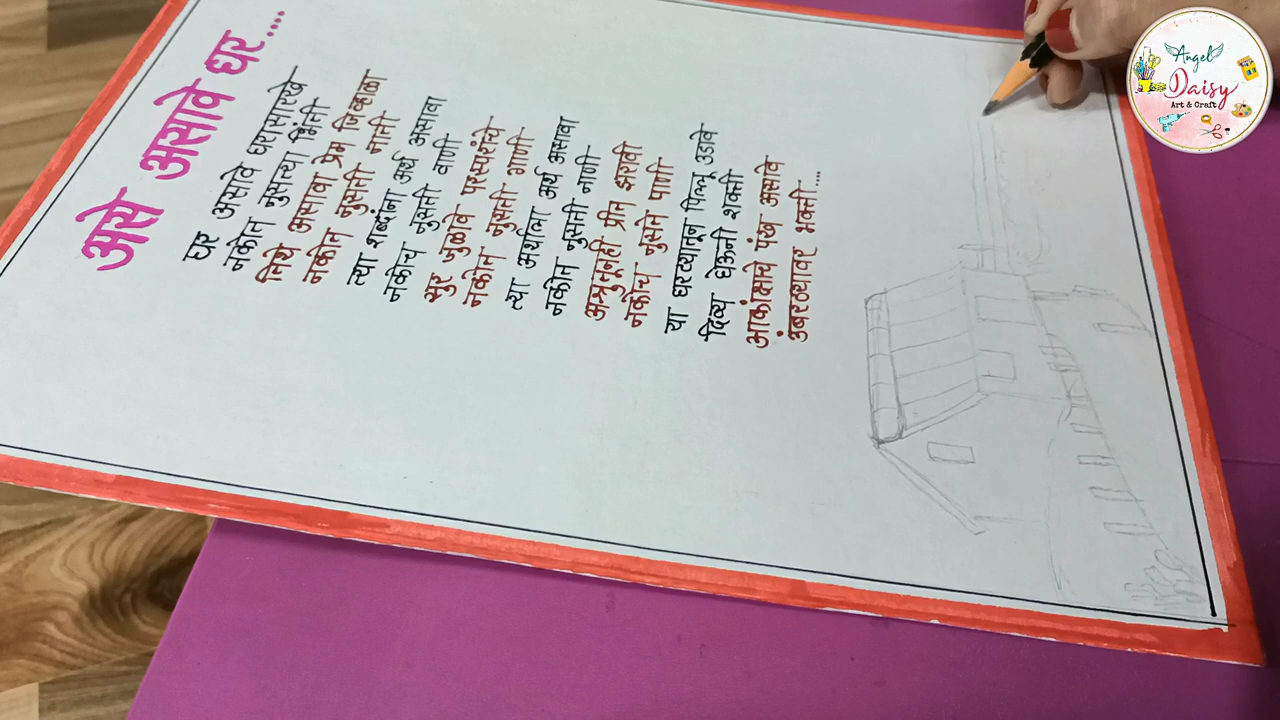 असे असावे घर....
घर असावे घरासारखे
नकोत नुसत्या भिंती
तिथे असावा प्रेम जिव्हाळा
नकोत नुसती नाती
त्या शब्दांना अर्थ असावा
नकोच नुसती वाणी
सुर जुळावे परस्परांचे
नकोत नुसती गाणी
त्या अर्थाला अर्थ असावा
नकोत नुसती नाणी
अश्रुतूनही प्रीत झरावी
नकोच नुसते पाणी
या घरट्यातून पिल्लू उडावे
दिव्य घेऊनी शक्ती
आकांक्षाचे पंख असावे
उंबरठ्यावर भक्ती....
Angel
Daisy
Art & Craft